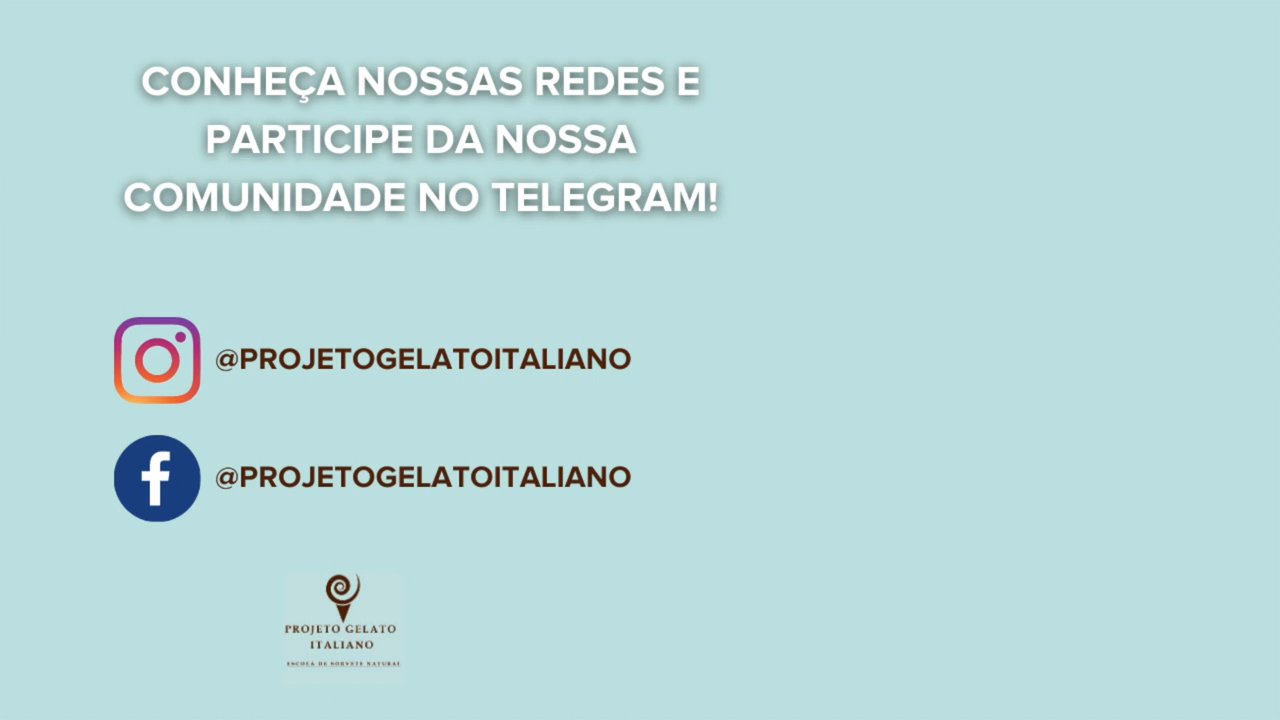 CONHEÇA NOSSAS REDES E
PARTICIPE DA NOSSA
COMUNIDADE NO TELEGRAM!
@PROJETOGELATOITALIANO
@PROJETOGELATOITALIANO
PROJETO GELATO
ITALIANO
ESCOLA DE SORVETE NATURAL